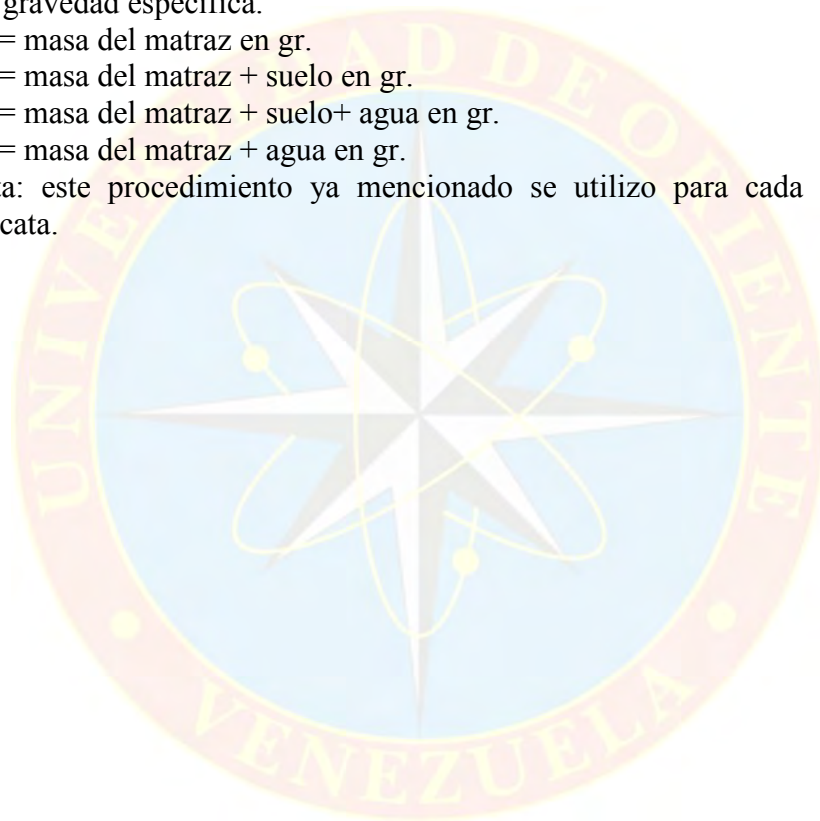 gravedad especifica.
= masa del matraz en gr.
= masa del matraz + suelo en gr.
= masa del matraz + suelo+ agua en gr.
= masa del matraz + agua en gr.
ta: este procedimiento ya mencionado se utilizo para cada
cata.
UNIVERSIDAD DE ORIENTE
VENEZUELA